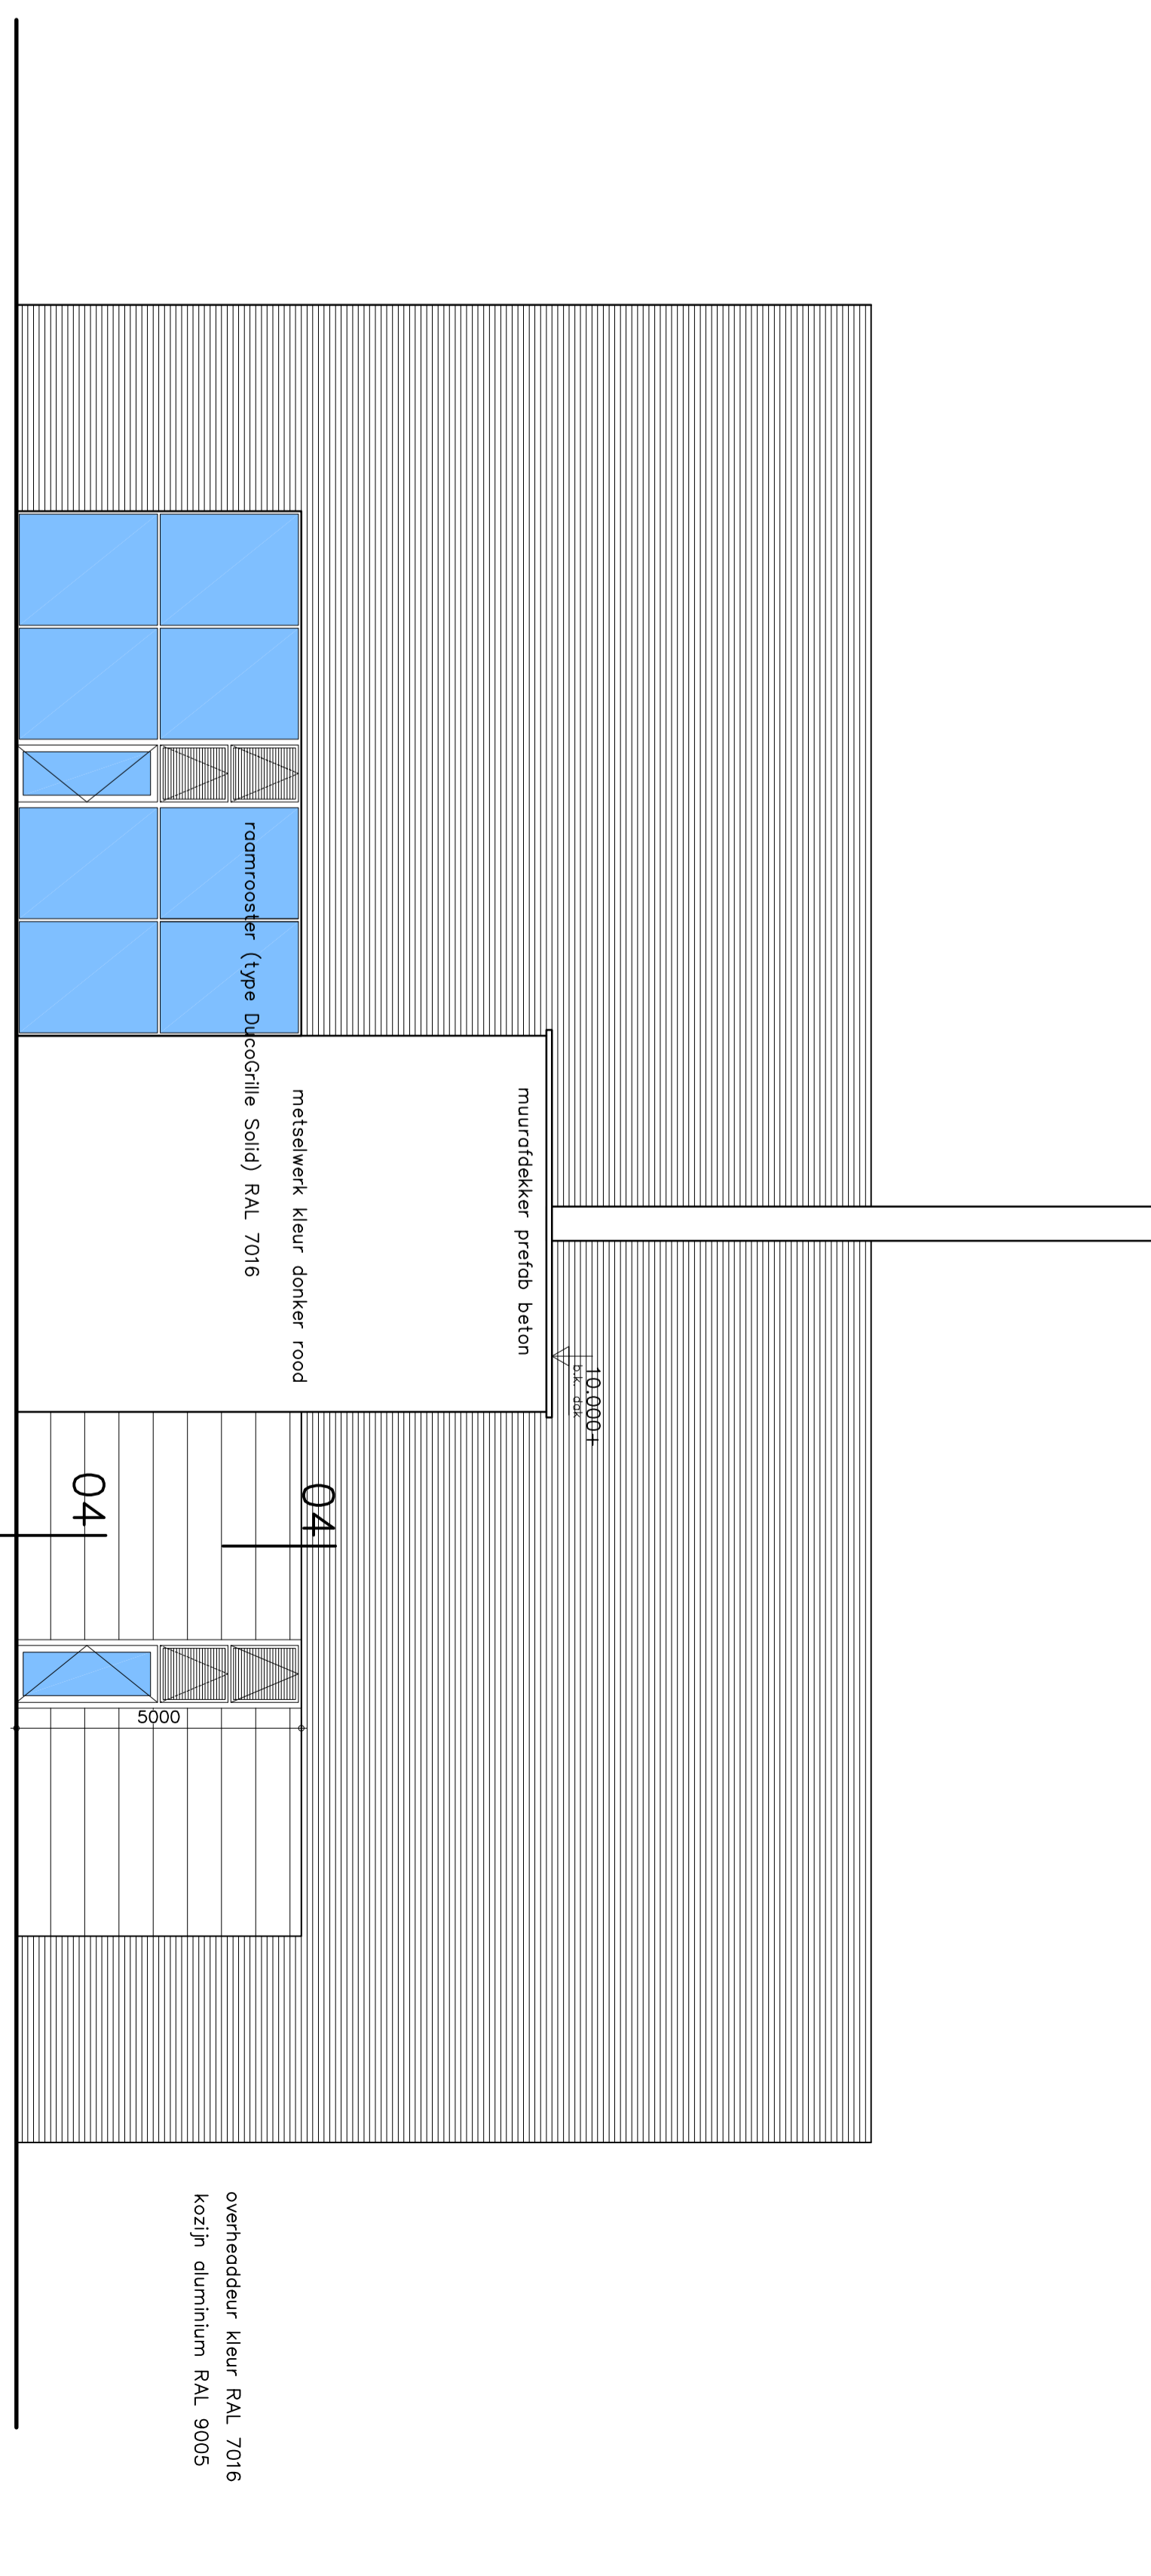 10.000+
b.k. dak
muurafdekker prefab beton
04
metselwerk kleur donker rood
raamrooster (type DucoGrille Solid) RAL 7016
overheaddeur kleur RAL 7016
kozijn aluminium RAL 9005
5000
04